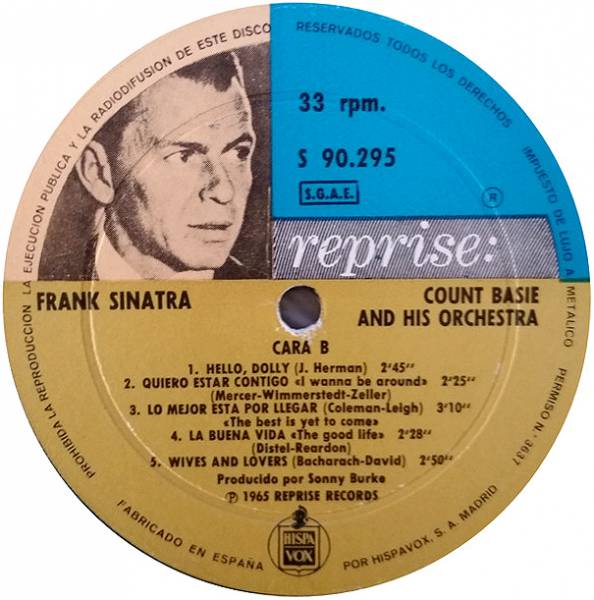 PROHIBIDA LA REPRODUCCION, LA EJECUCION PUBLICA Y LA RADIODIFUSION DE ESTE DISCO
RESERVADOS TODOS LOS DERECHOS
IMPUESTO DE LUJO A METALICO PERMISO N.º 3637
33 rpm.
S 90.295
S.G.A.E.
®
reprise:
FRANK SINATRA
COUNT BASIE
AND HIS ORCHESTRA
CARA B
1. HELLO, DOLLY (J. Herman) 2'45''
2. QUIERO ESTAR CONTIGO «I wanna be around» 2'25''
(Mercer-Wimmerstedt-Zeller)
3. LO MEJOR ESTA POR LLEGAR (Coleman-Leigh) 3'10''
«The best is yet to come»
4. LA BUENA VIDA «The good life» 2'28''
(Distel-Reardon)
5. WIVES AND LOVERS (Bacharach-David) 2'50''
Producido por Sonny Burke
℗ 1965 REPRISE RECORDS
HISPA
VOX
FABRICADO EN ESPAÑA
POR HISPAVOX, S. A. MADRID